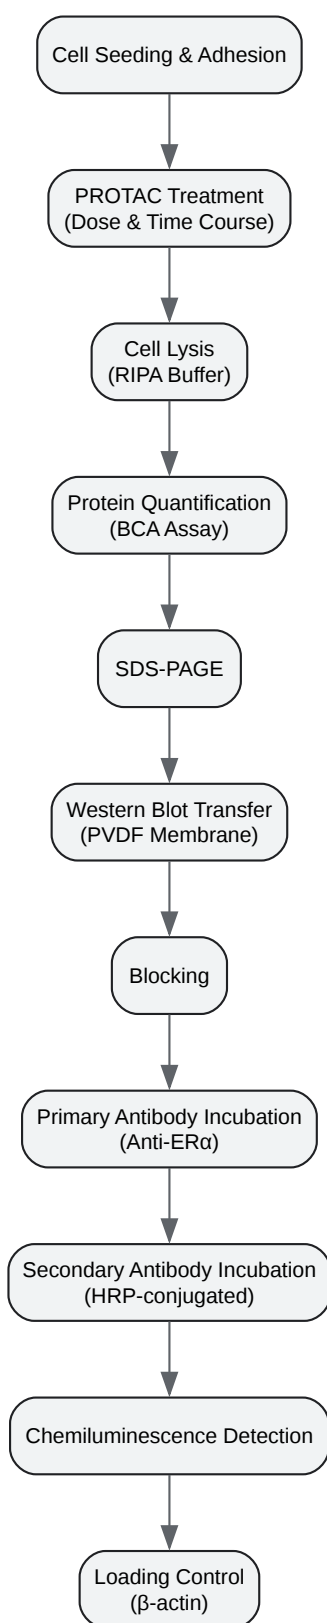 Cell Seeding & Adhesion
PROTAC Treatment
(Dose & Time Course)
Cell Lysis
(RIPA Buffer)
Protein Quantification
(BCA Assay)
SDS-PAGE
Western Blot Transfer
(PVDF Membrane)
Blocking
Primary Antibody Incubation
(Anti-ERα)
Secondary Antibody Incubation
(HRP-conjugated)
Chemiluminescence Detection
Loading Control
(β-actin)